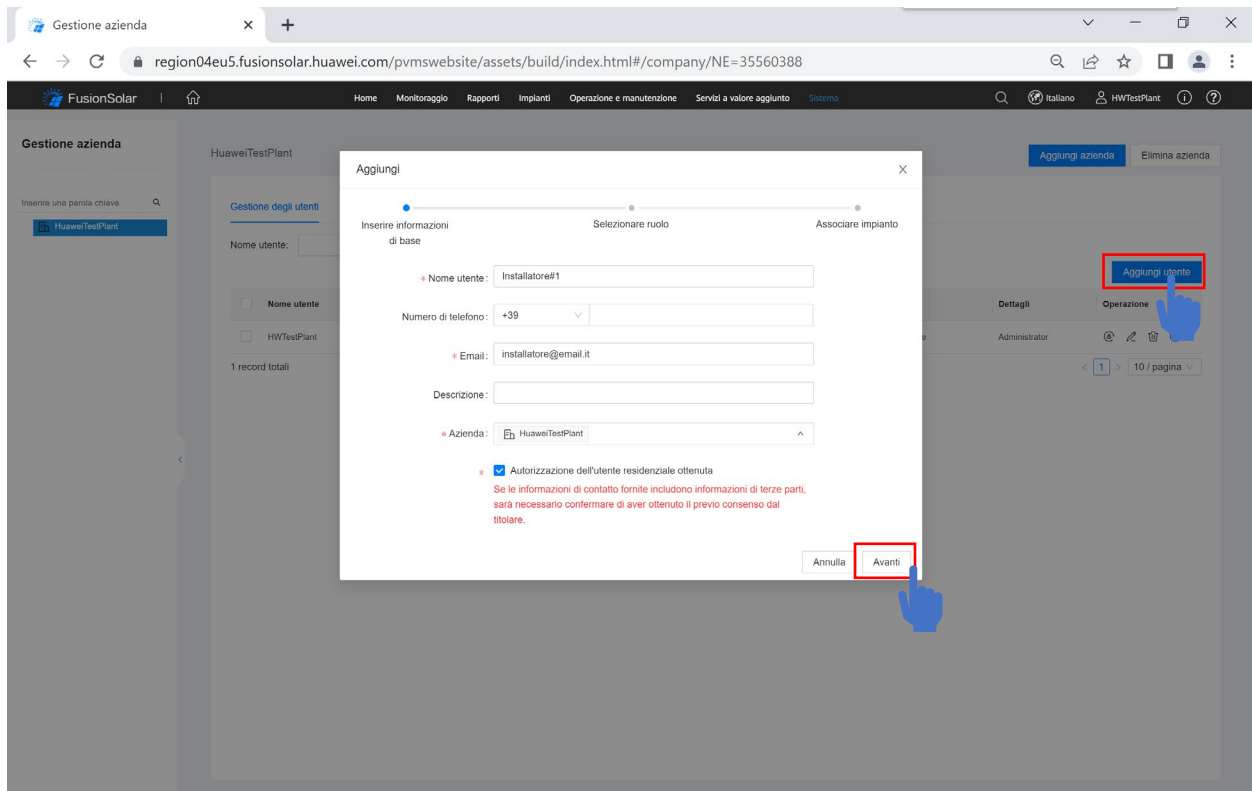 Gestione azienda
region04eu5.fusionsolar.huawei.com/pvmswebsite/assets/build/index.html#/company/NE=35560388
FusionSolar
Home Monitoraggio Rapporti Impianti Operazione e manutenzione Servizi a valore aggiunto Sistema
Italiano HWTestPlant
Gestione azienda
HuaweiTestPlant
Aggiungi azienda Elimina azienda
Inserire una parola chiave
HuaweiTestPlant
Gestione degli utenti
Nome utente:
Aggiungi utente
Nome utente Dettagli Operazione
HWTestPlant Administrator
1 record totali
1 10 / pagina
Aggiungi
Inserire informazioni
di base
Selezionare ruolo
Associare impianto
* Nome utente: Installatore#1
Numero di telefono: +39
* Email: installatore@email.it
Descrizione:
* Azienda: HuaweiTestPlant
* Autorizzazione dell'utente residenziale ottenuta
Se le informazioni di contatto fornite includono informazioni di terze parti,
sarà necessario confermare di aver ottenuto il previo consenso dal
titolare.
Annulla Avanti